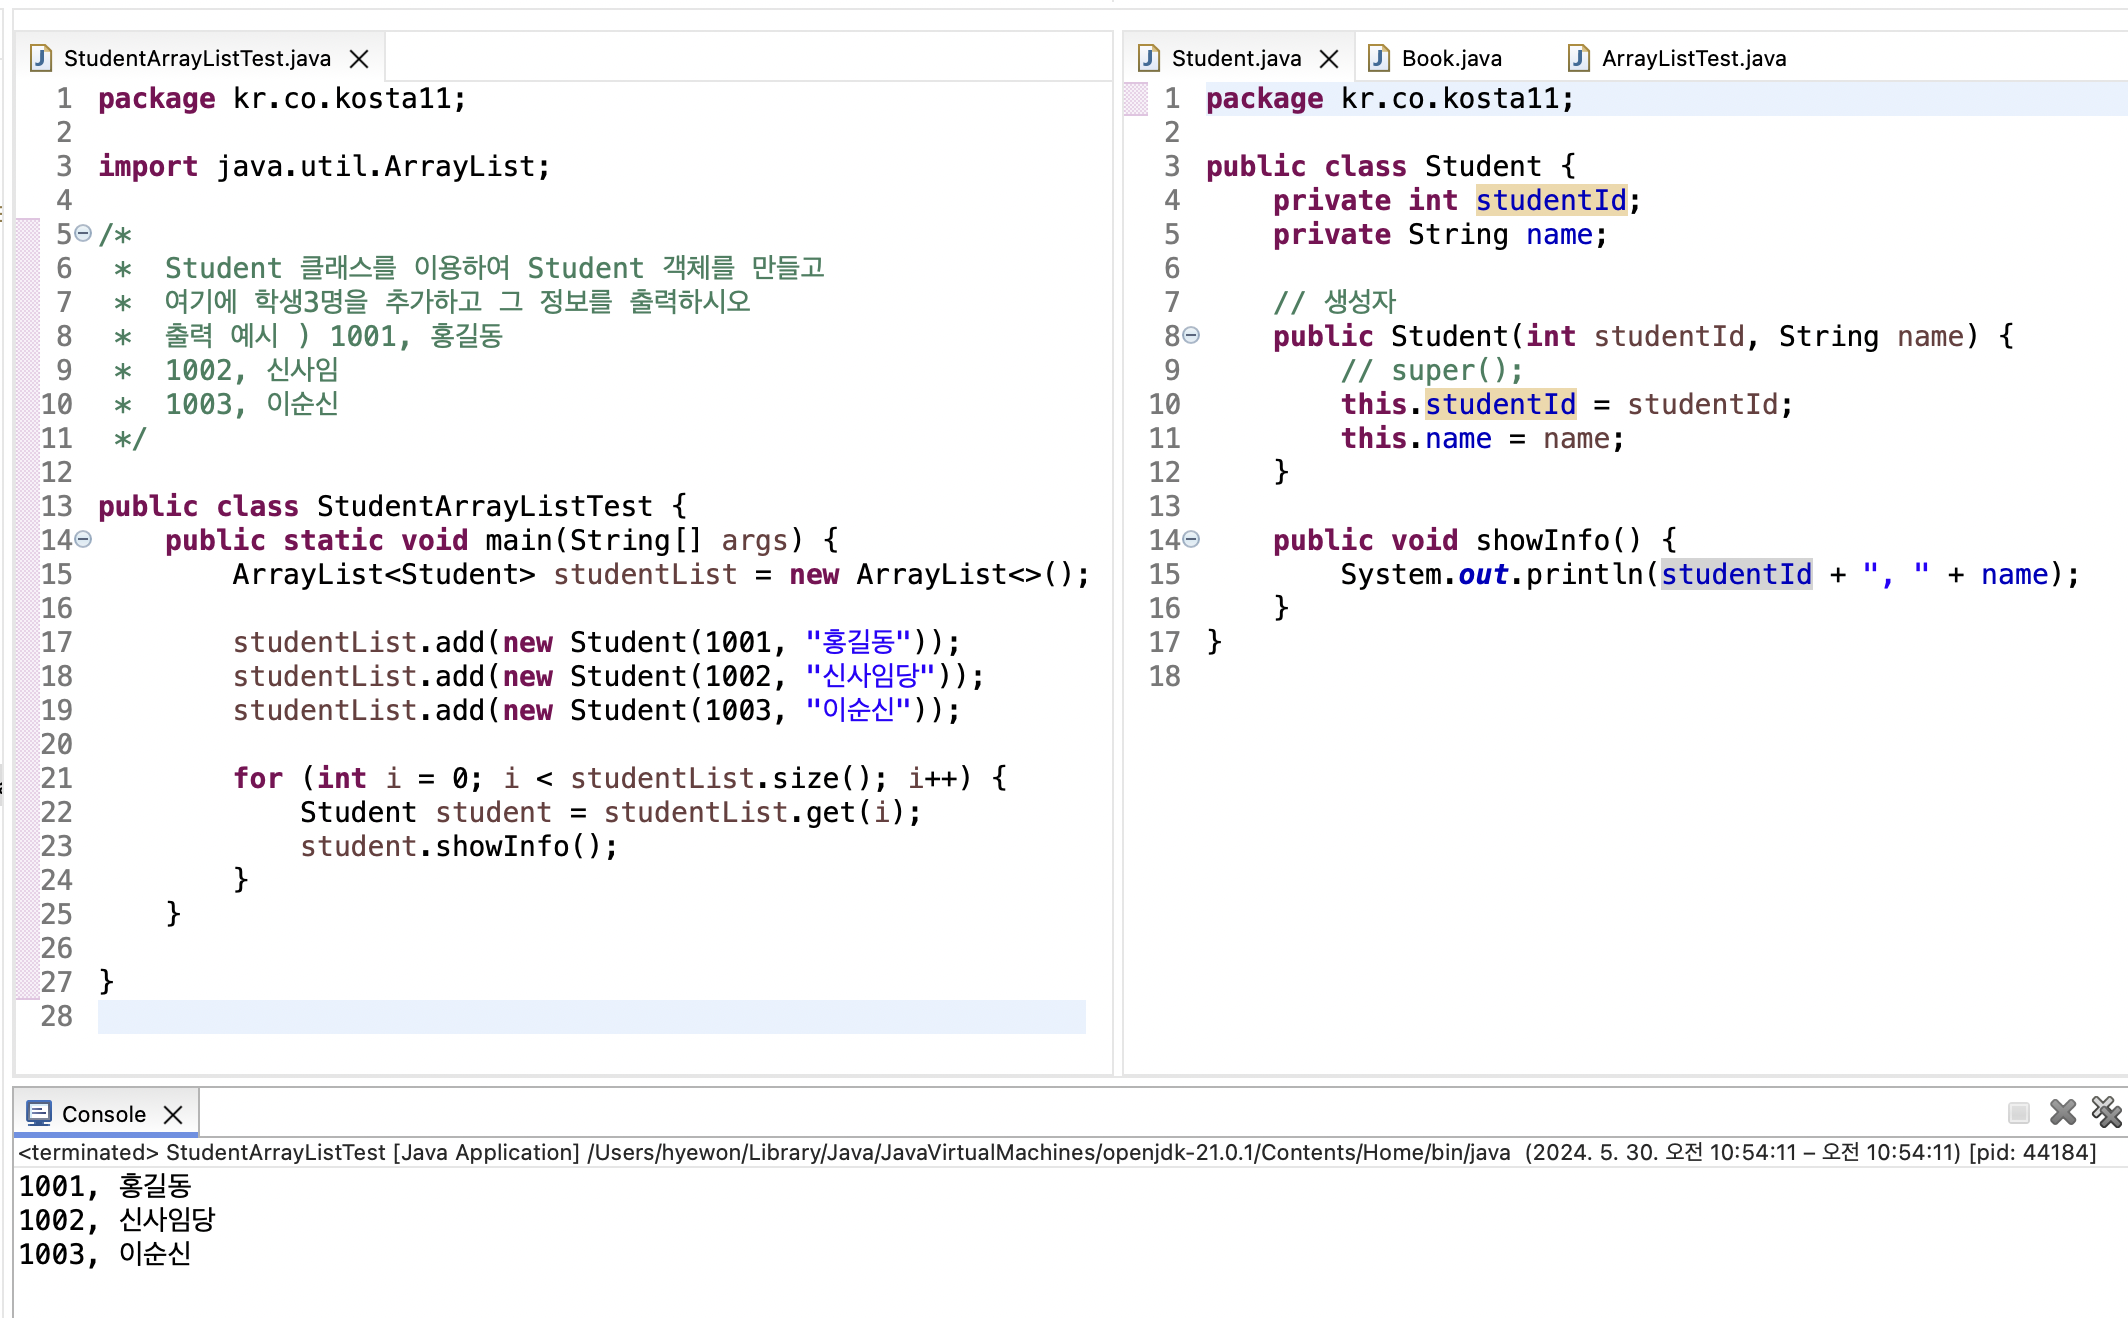 StudentArrayListTest.java
1 package kr.co.kosta11;
2
3 import java.util.ArrayList;
4
5 /*
6  *  Student 클래스를 이용하여 Student 객체를 만들고
7  *  여기에 학생3명을 추가하고 그 정보를 출력하시오
8  *  출력 예시 ) 1001, 홍길동
9  *  1002, 신사임
10  *  1003, 이순신
11  */
12
13 public class StudentArrayListTest {
14     public static void main(String[] args) {
15         ArrayList<Student> studentList = new ArrayList<>();
16
17         studentList.add(new Student(1001, "홍길동"));
18         studentList.add(new Student(1002, "신사임당"));
19         studentList.add(new Student(1003, "이순신"));
20
21         for (int i = 0; i < studentList.size(); i++) {
22             Student student = studentList.get(i);
23             student.showInfo();
24         }
25     }
26
27 }
28
Student.java Book.java ArrayListTest.java
1 package kr.co.kosta11;
2
3 public class Student {
4     private int studentId;
5     private String name;
6
7     // 생성자
8     public Student(int studentId, String name) {
9         // super();
10         this.studentId = studentId;
11         this.name = name;
12     }
13
14     public void showInfo() {
15         System.out.println(studentId + ", " + name);
16     }
17 }
18
Console
<terminated> StudentArrayListTest [Java Application] /Users/hyewon/Library/Java/JavaVirtualMachines/openjdk-21.0.1/Contents/Home/bin/java (2024. 5. 30. 오전 10:54:11 – 오전 10:54:11) [pid: 44184]
1001, 홍길동
1002, 신사임당
1003, 이순신